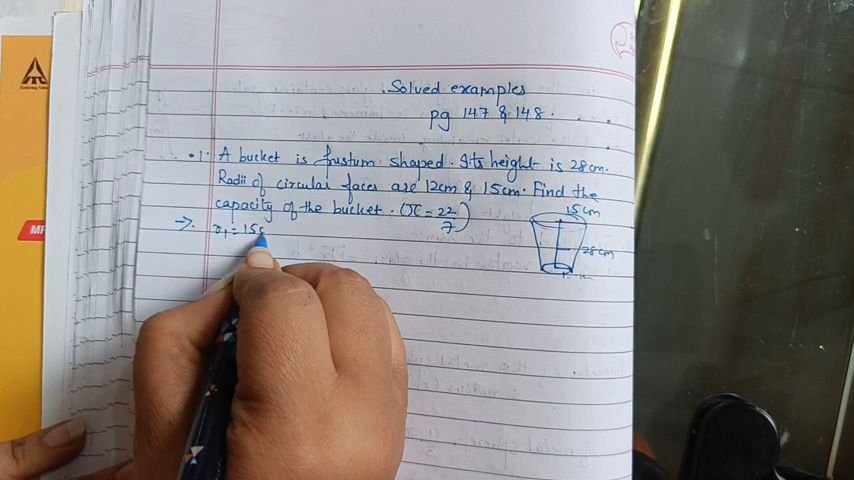 Solved examples
pg 147 & 148.
1. A bucket is frustum shaped. Its height is 28cm.
Radii of circular faces are 12cm & 15cm. Find the
capacity of the bucket. (π = 22/7)
→ r₁ = 15c
15cm
28cm